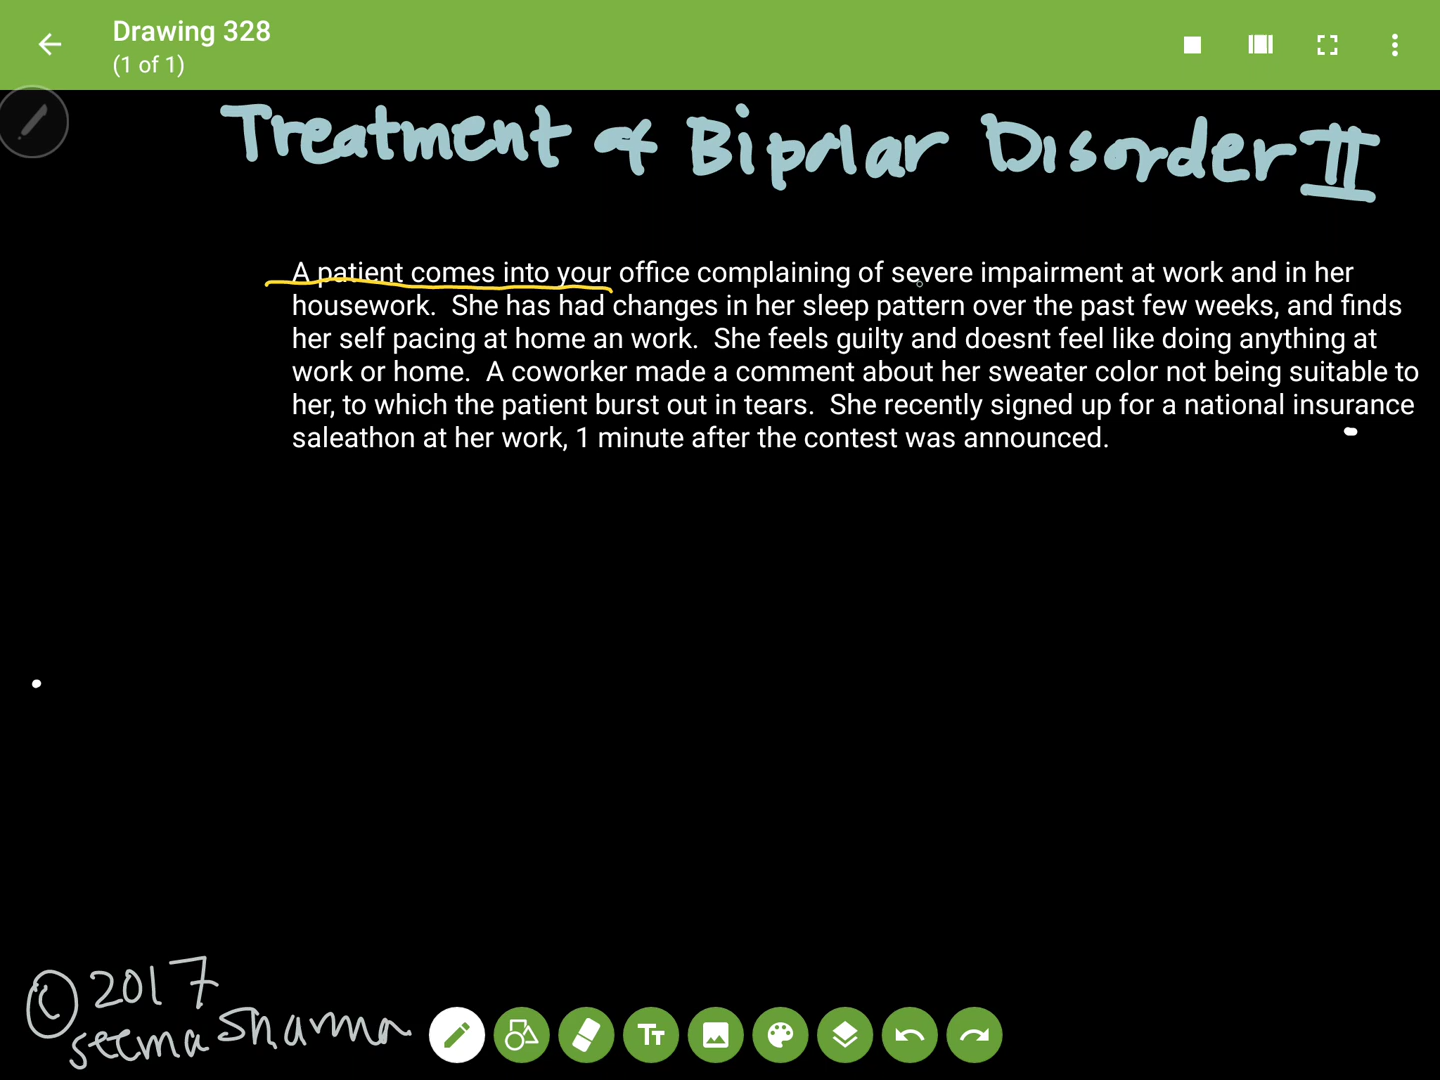 Drawing 328
(1 of 1)
Treatment of Bipolar Disorder II
A patient comes into your office complaining of severe impairment at work and in her
housework.  She has had changes in her sleep pattern over the past few weeks, and finds
her self pacing at home an work.  She feels guilty and doesnt feel like doing anything at
work or home.  A coworker made a comment about her sweater color not being suitable to
her, to which the patient burst out in tears.  She recently signed up for a national insurance
saleathon at her work, 1 minute after the contest was announced.
© 2017
seema Sharma
Tт